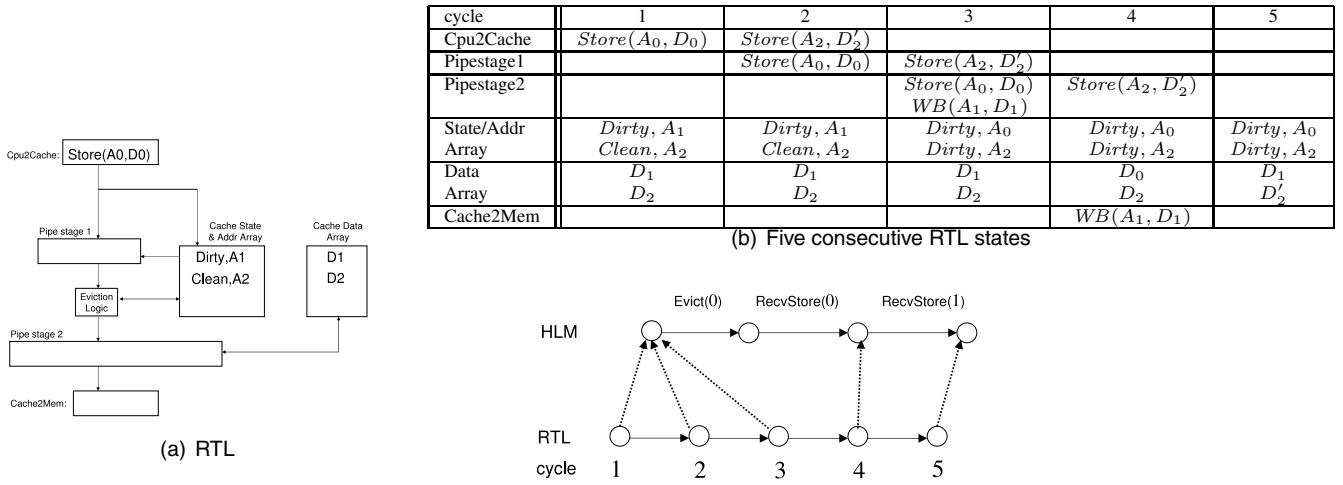 Cpu2Cache: Store(A0,D0)
Pipe stage 1
Cache State
& Addr Array
Cache Data
Array
Dirty,A1
Clean,A2
D1
D2
Eviction
Logic
Pipe stage 2
Cache2Mem:
(a) RTL
cycle 1 2 3 4 5
Cpu2Cache Store(A₀, D₀) Store(A₂, D′₂)
Pipestage1 Store(A₀, D₀) Store(A₂, D′₂)
Pipestage2 Store(A₀, D₀) Store(A₂, D′₂)
WB(A₁, D₁)
State/Addr Dirty, A₁ Dirty, A₁ Dirty, A₀ Dirty, A₀ Dirty, A₀
Array Clean, A₂ Clean, A₂ Dirty, A₂ Dirty, A₂ Dirty, A₂
Data D₁ D₁ D₁ D₀ D₁
Array D₂ D₂ D₂ D₂ D′₂
Cache2Mem WB(A₁, D₁)
(b) Five consecutive RTL states
Evict(0) RecvStore(0) RecvStore(1)
HLM
RTL
cycle 1 2 3 4 5